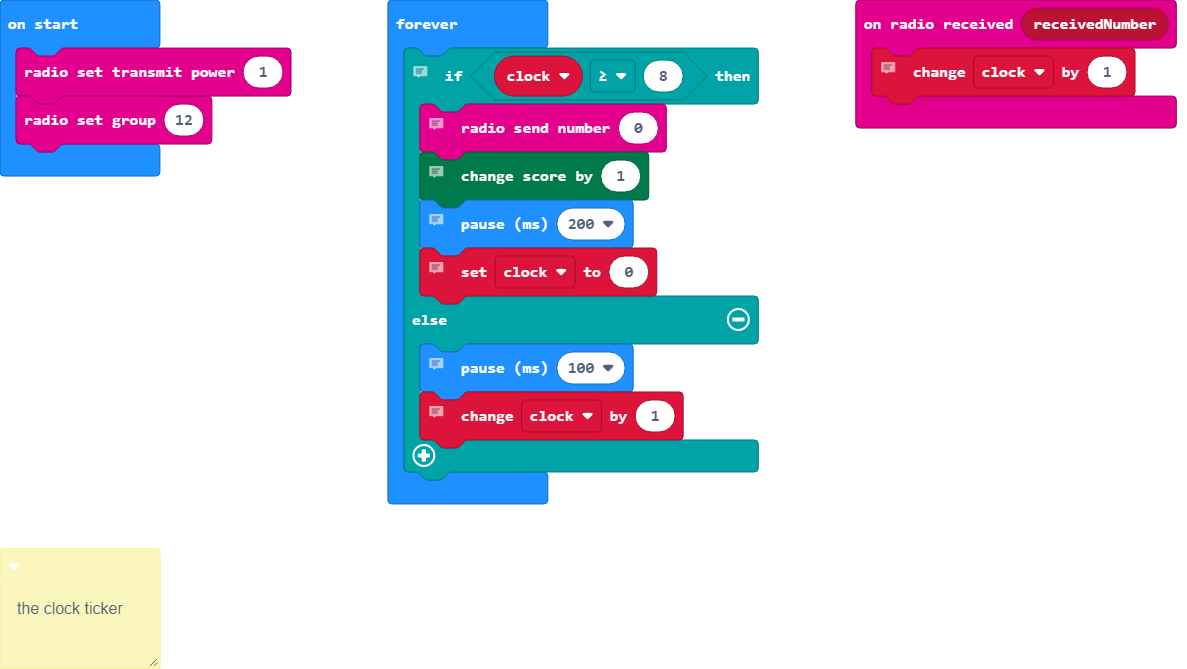 on start
radio set transmit power 1
radio set group 12
forever
if clock ≥ 8 then
radio send number 0
change score by 1
pause (ms) 200
set clock to 0
else
pause (ms) 100
change clock by 1
on radio received receivedNumber
change clock by 1
the clock ticker